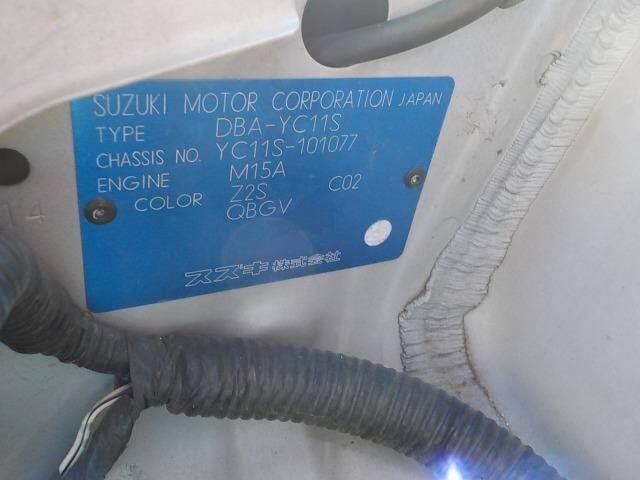 SUZUKI MOTOR CORPORATION JAPAN
TYPE DBA-YC11S
CHASSIS NO. YC11S-101077
ENGINE M15A
COLOR Z2S C02
QBGV
スズキ株式会社
14